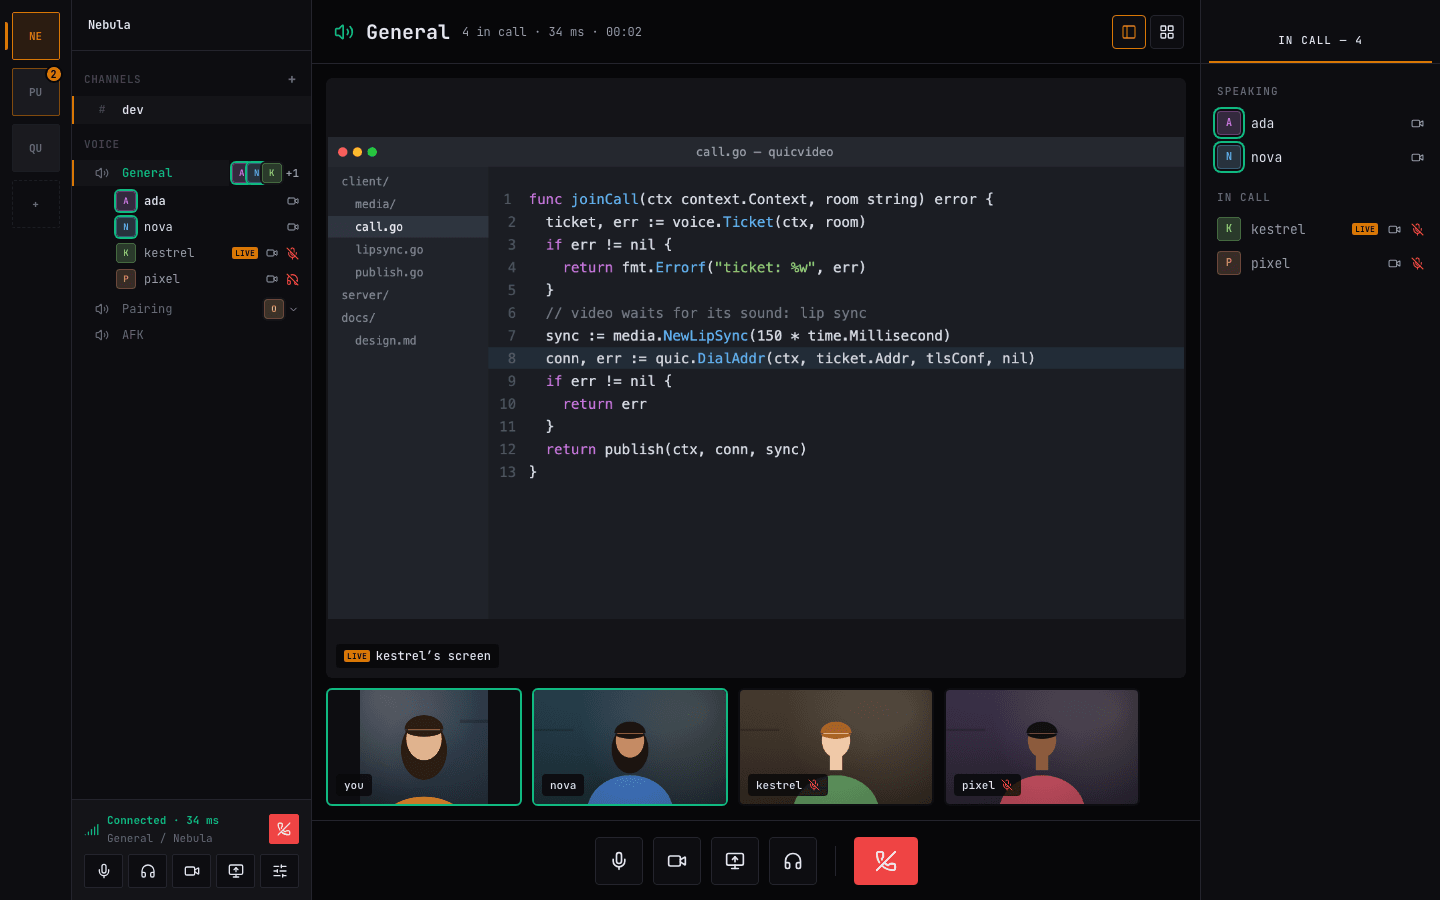 NE
PU
2
QU
+
Nebula
CHANNELS +
# dev
VOICE
General A N K +1
A ada
N nova
K kestrel LIVE
P pixel
Pairing O
AFK
Connected · 34 ms
General / Nebula
General 4 in call · 34 ms · 00:02
call.go — quicvideo
client/
media/
call.go
lipsync.go
publish.go
server/
docs/
design.md
1 func joinCall(ctx context.Context, room string) error {
2 ticket, err := voice.Ticket(ctx, room)
3 if err != nil {
4 return fmt.Errorf("ticket: %w", err)
5 }
6 // video waits for its sound: lip sync
7 sync := media.NewLipSync(150 * time.Millisecond)
8 conn, err := quic.DialAddr(ctx, ticket.Addr, tlsConf, nil)
9 if err != nil {
10 return err
11 }
12 return publish(ctx, conn, sync)
13 }
LIVE kestrel's screen
you
nova
kestrel
pixel
IN CALL — 4
SPEAKING
A ada
N nova
IN CALL
K kestrel LIVE
P pixel